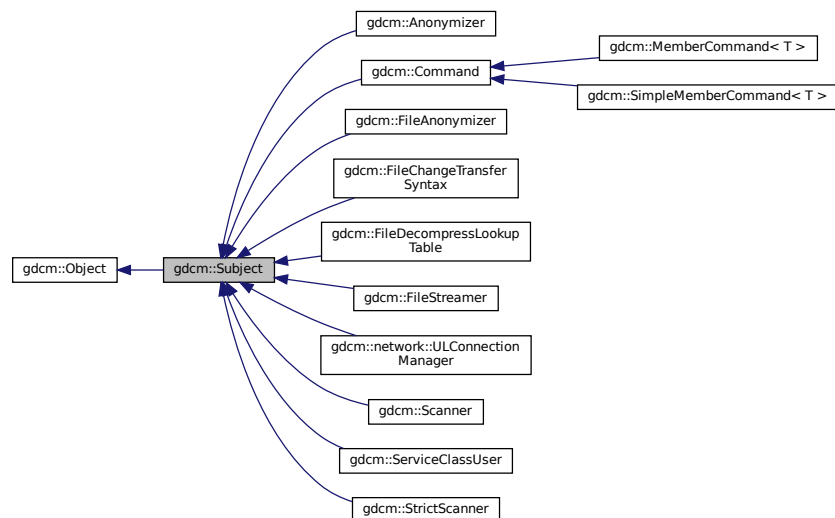 gdcm::Anonymizer
gdcm::MemberCommand< T >
gdcm::Command
gdcm::SimpleMemberCommand< T >
gdcm::FileAnonymizer
gdcm::FileChangeTransfer
Syntax
gdcm::FileDecompressLookup
Table
gdcm::Object
gdcm::Subject
gdcm::FileStreamer
gdcm::network::ULConnection
Manager
gdcm::Scanner
gdcm::ServiceClassUser
gdcm::StrictScanner